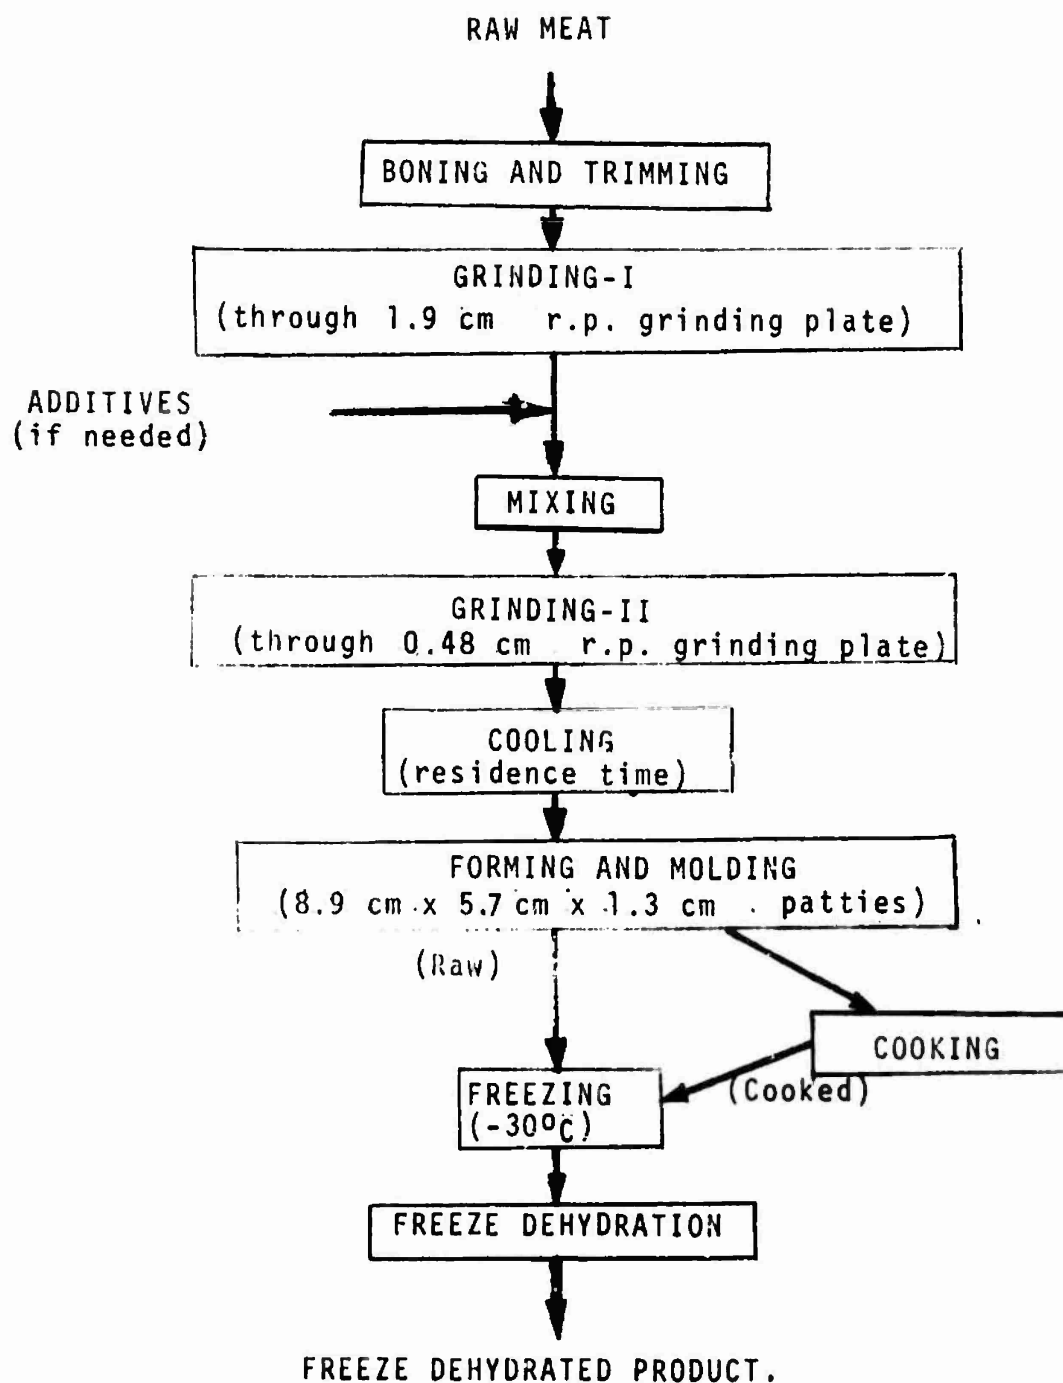 RAW MEAT
BONING AND TRIMMING
GRINDING-I
(through 1.9 cm r.p. grinding plate)
ADDITIVES
(if needed)
MIXING
GRINDING-II
(through 0.48 cm r.p. grinding plate)
COOLING
(residence time)
FORMING AND MOLDING
(8.9 cm x 5.7 cm x 1.3 cm . patties)
(Raw)
COOKING
(Cooked)
FREEZING
(-30ºC)
FREEZE DEHYDRATION
FREEZE DEHYDRATED PRODUCT.